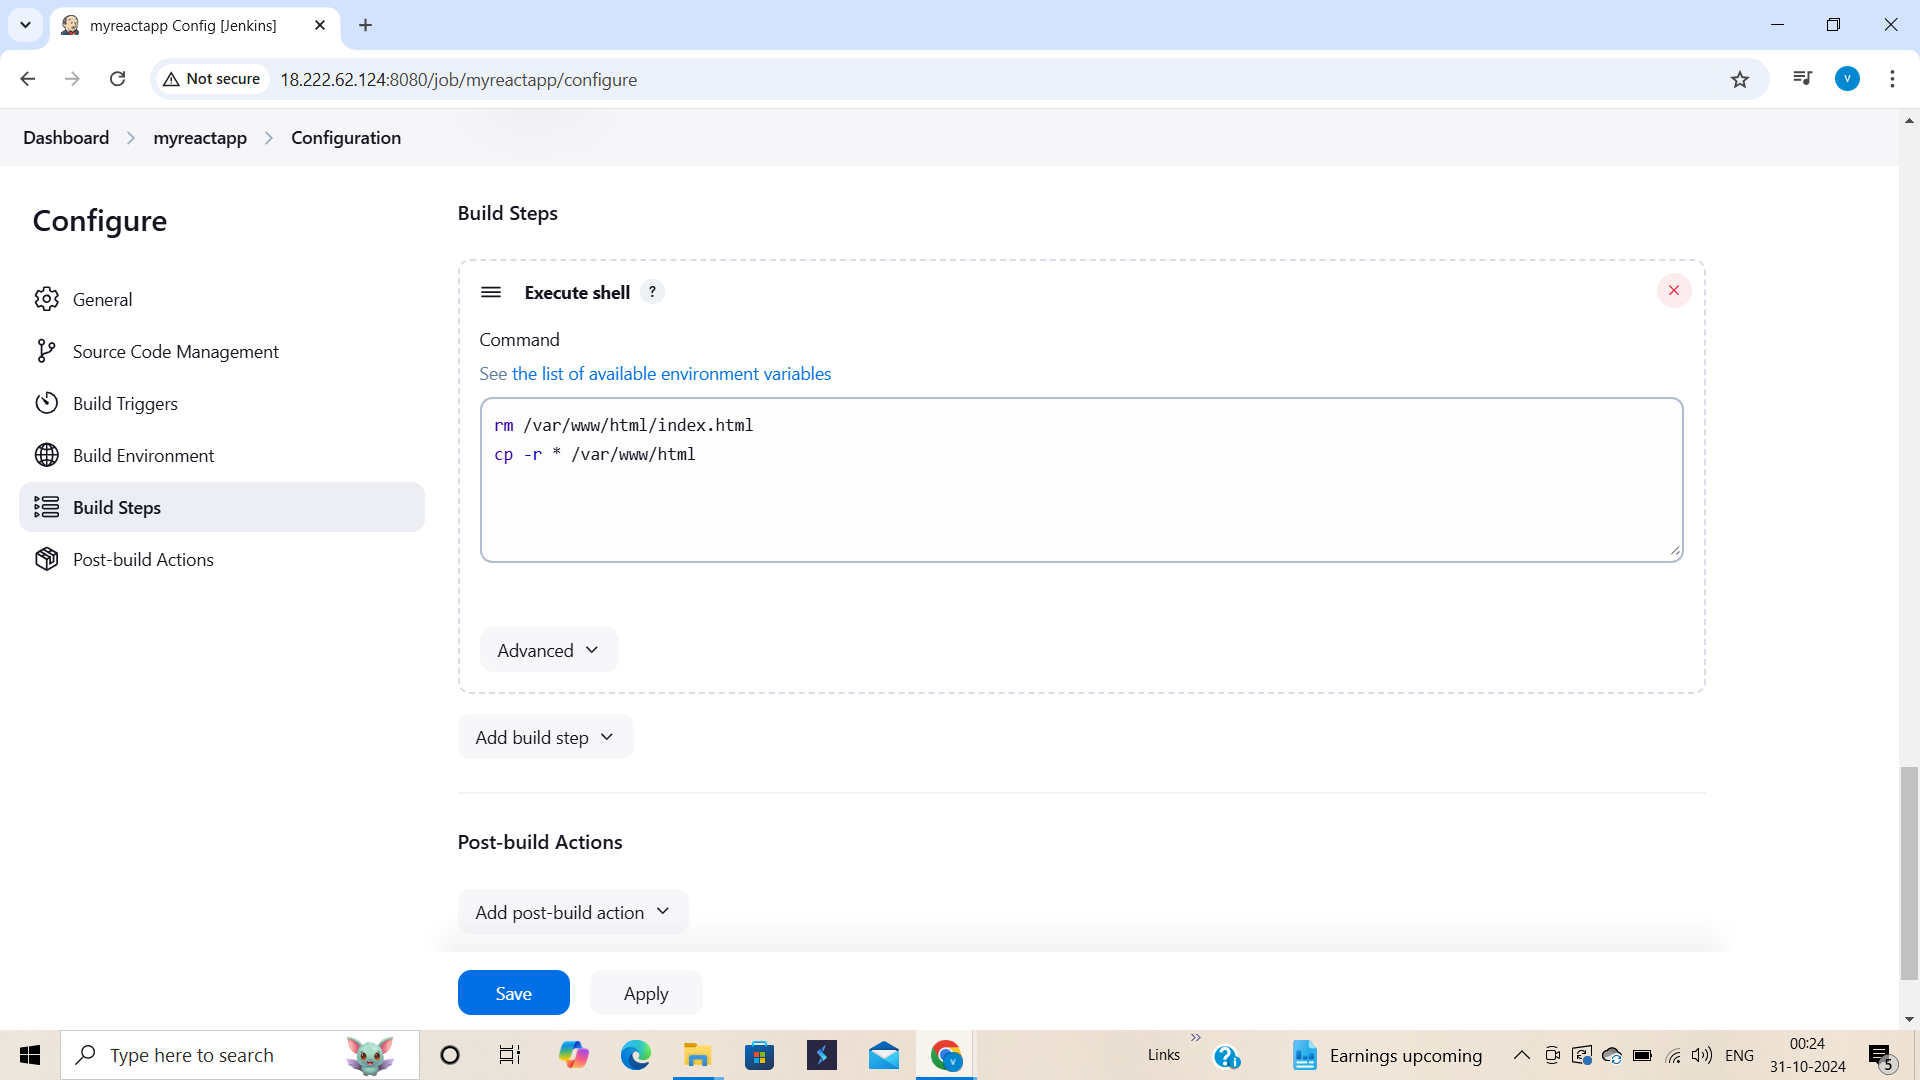 myreactapp Config [Jenkins]
Not secure
18.222.62.124:8080/job/myreactapp/configure
V
Dashboard
myreactapp
Configuration
Configure
General
Source Code Management
Build Triggers
Build Environment
Build Steps
Post-build Actions
Build Steps
Execute shell ?
Command
See the list of available environment variables
rm /var/www/html/index.html
cp -r * /var/www/html
Advanced
Add build step
Post-build Actions
Add post-build action
Save
Apply
Type here to search
V
Links
Earnings upcoming
ENG
00:24
31-10-2024
5